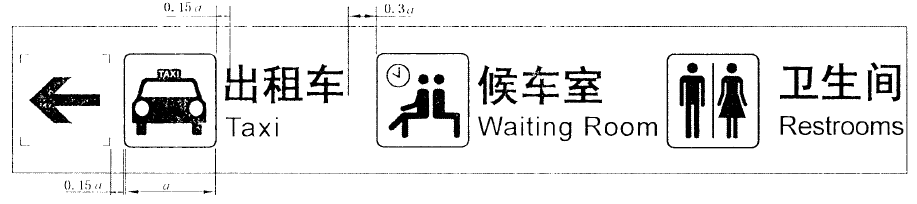 0.15a
0.3a
TAXI
出租车
Taxi
候车室
Waiting Room
卫生间
Restrooms
0.15a
a